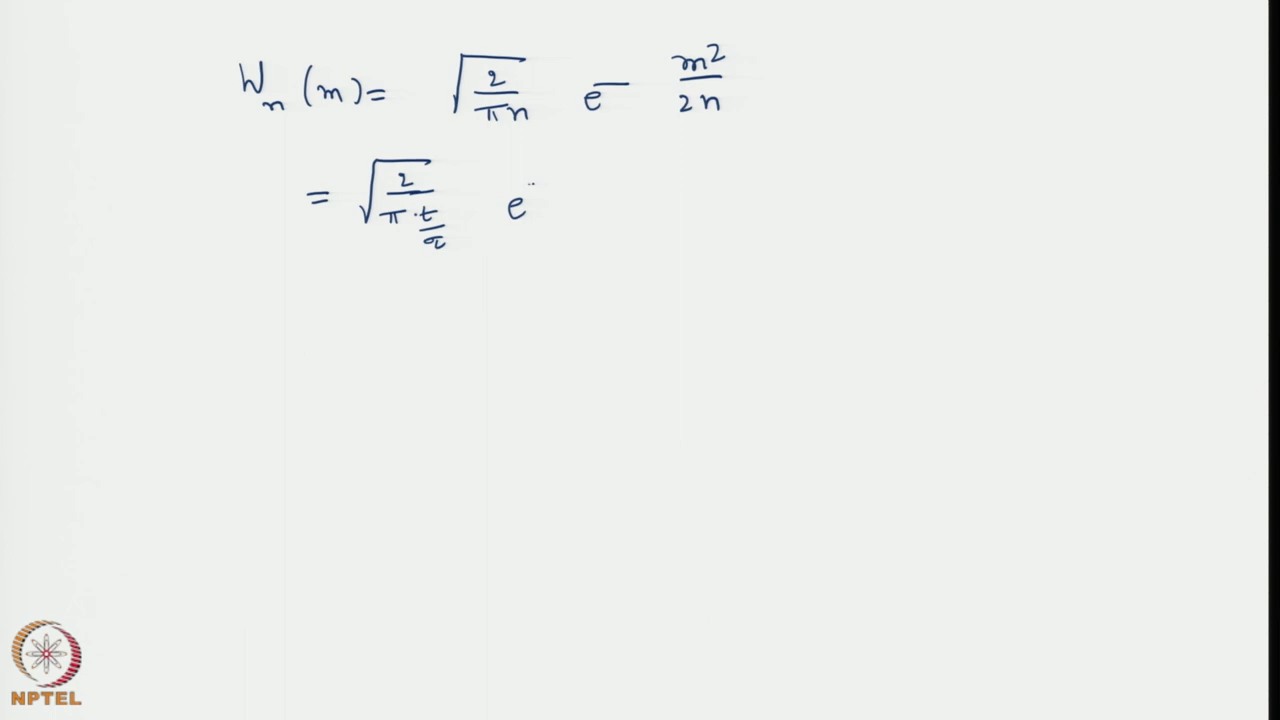 W_n (m) = √(2/(πn)) e^- m²/2n
= √(2/(π·t/τ)) e
NPTEL